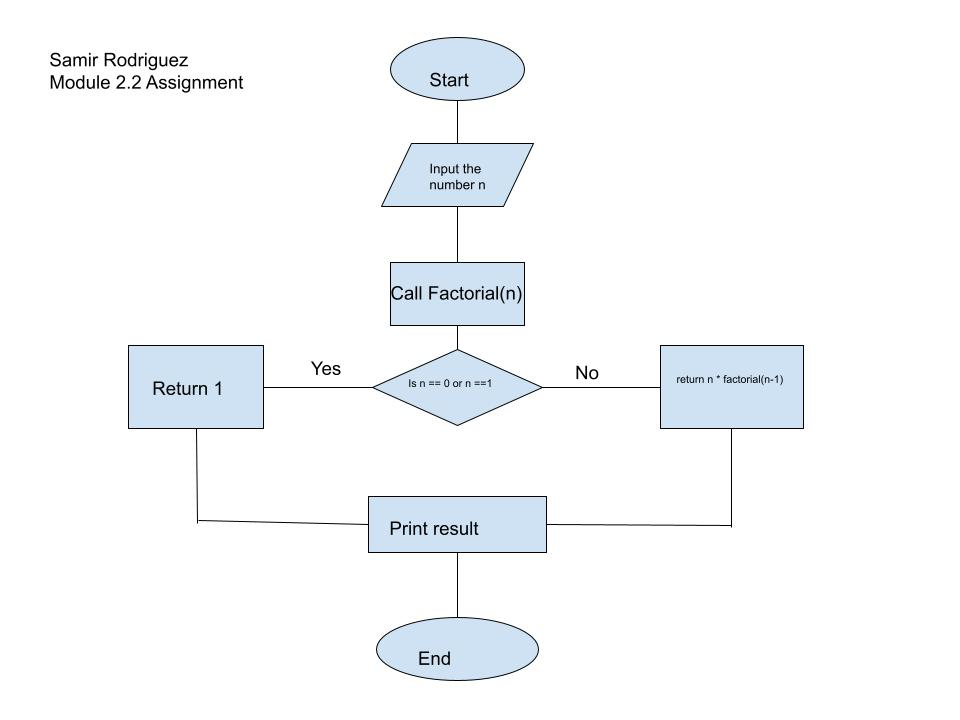 Samir Rodriguez
Module 2.2 Assignment
Start
Input the
number n
Call Factorial(n)
Yes
Is n == 0 or n ==1
No
Return 1
return n * factorial(n-1)
Print result
End